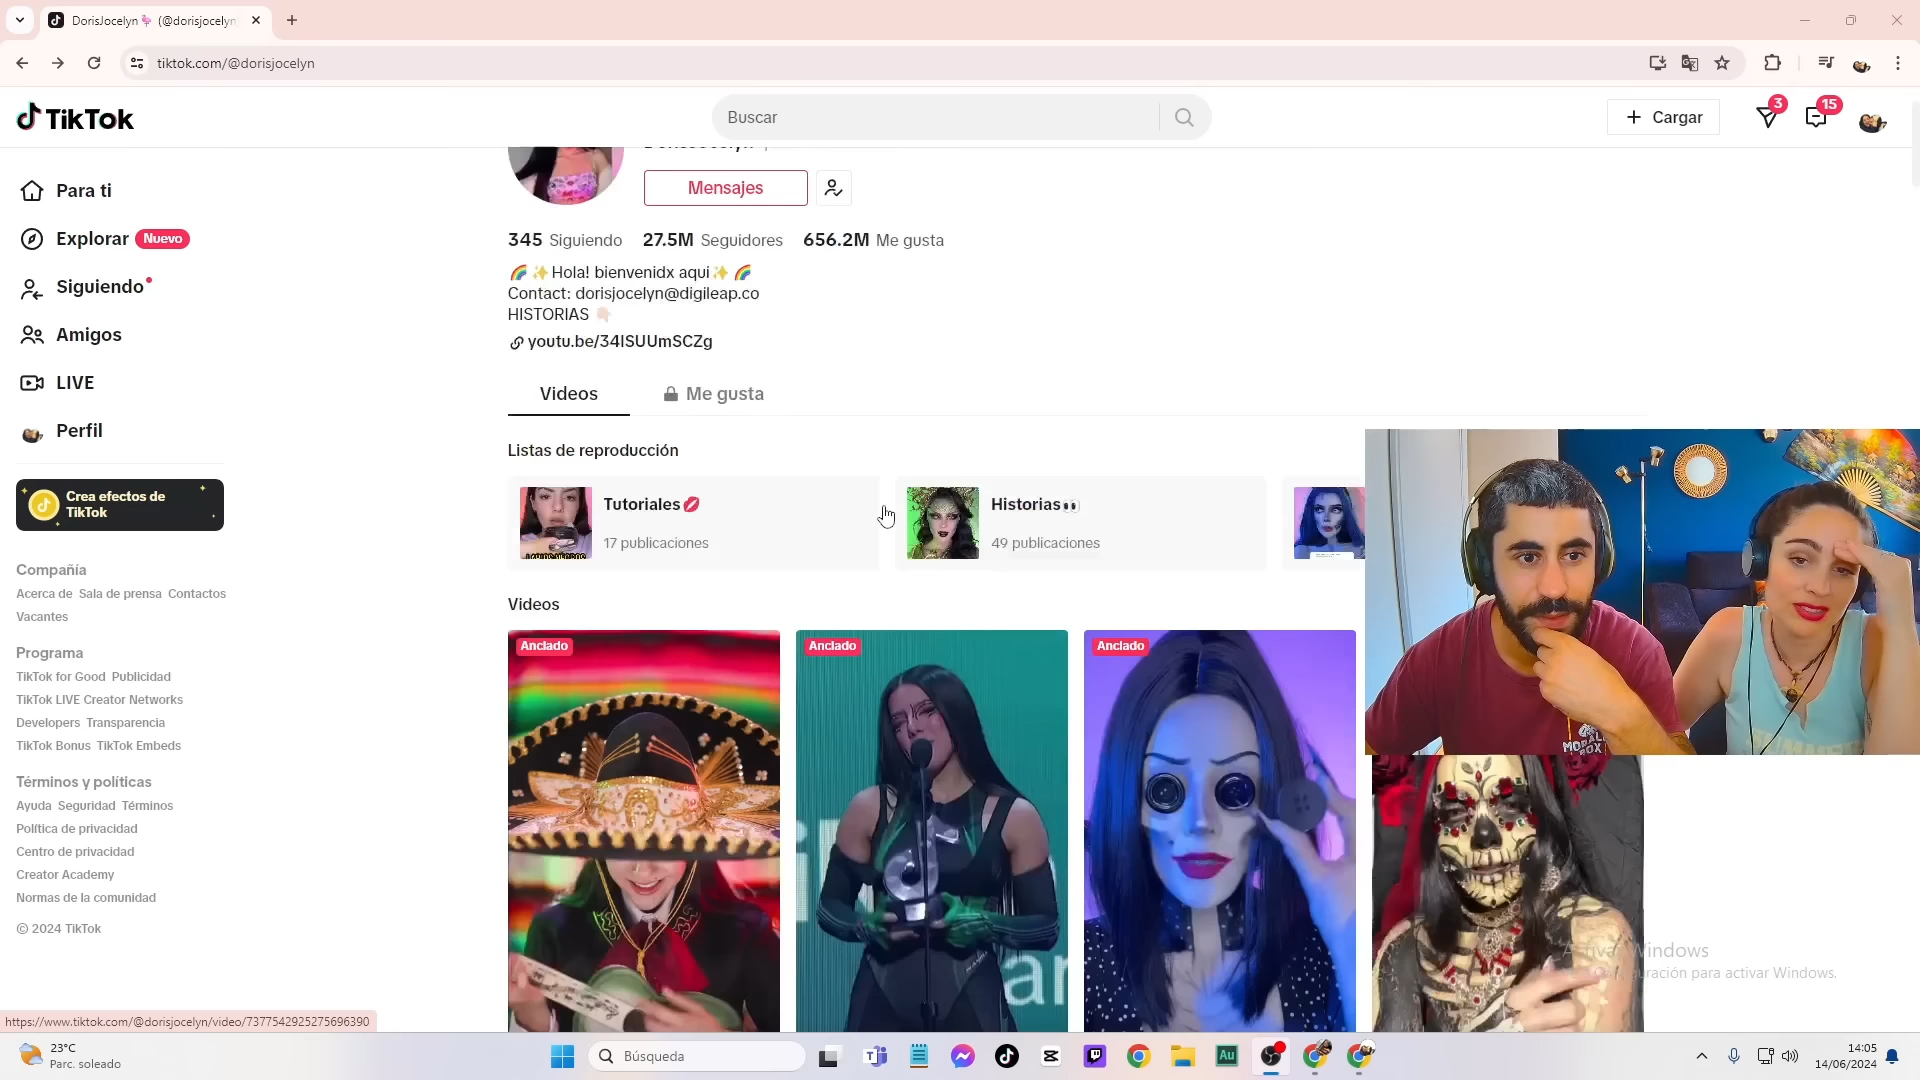 DorisJocelyn🦩 (@dorisjocelyn
tiktok.com/@dorisjocelyn
TikTok
Buscar
Cargar
3
15
Para ti
Explorar Nuevo
Siguiendo
Amigos
LIVE
Perfil
Crea efectos de
TikTok
Compañía
Acerca de Sala de prensa Contactos
Vacantes
Programa
TikTok for Good Publicidad
TikTok LIVE Creator Networks
Developers Transparencia
TikTok Bonus TikTok Embeds
Términos y políticas
Ayuda Seguridad Términos
Política de privacidad
Centro de privacidad
Creator Academy
Normas de la comunidad
© 2024 TikTok
Mensajes
345 Siguiendo 27.5M Seguidores 656.2M Me gusta
🌈✨Hola! bienvenidx aqui✨🌈
Contact: dorisjocelyn@digileap.co
HISTORIAS 👇🏻
youtu.be/34lSUUmSCZg
Videos Me gusta
Listas de reproducción
Tutoriales💋
17 publicaciones
Historias👀
49 publicaciones
Videos
Anclado
Anclado
Anclado
Windows
para activar Windows.
https://www.tiktok.com/@dorisjocelyn/video/7377542925275696390
23°C
Parc. soleado
Búsqueda
Au
14:05
14/06/2024